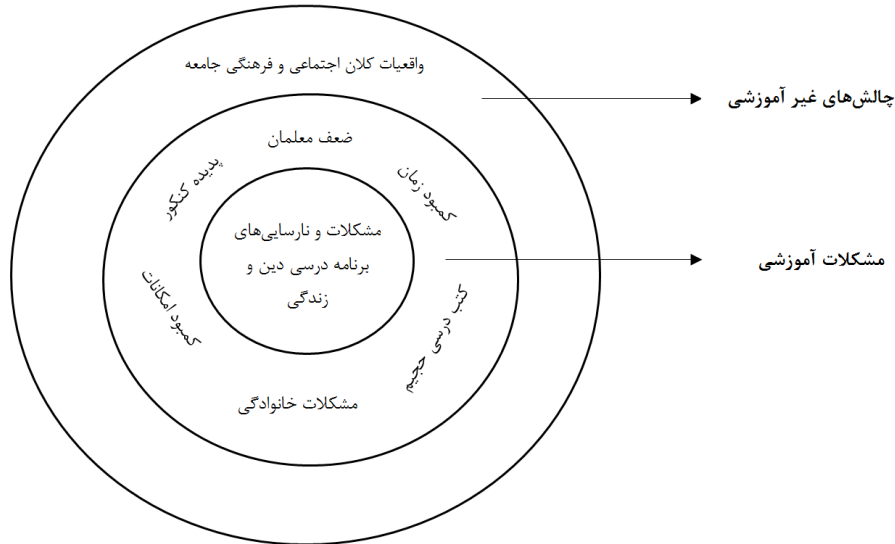 واقعیات کلان اجتماعی و فرهنگی جامعه
چالش‌های غیر آموزشی
ضعف معلمان
پدیده کنکور
کمبود زمان
مشکلات و نارسایی‌های
برنامه درسی دین و
زندگی
مشکلات آموزشی
کمبود امکانات
کتب درسی حجیم
مشکلات خانوادگی